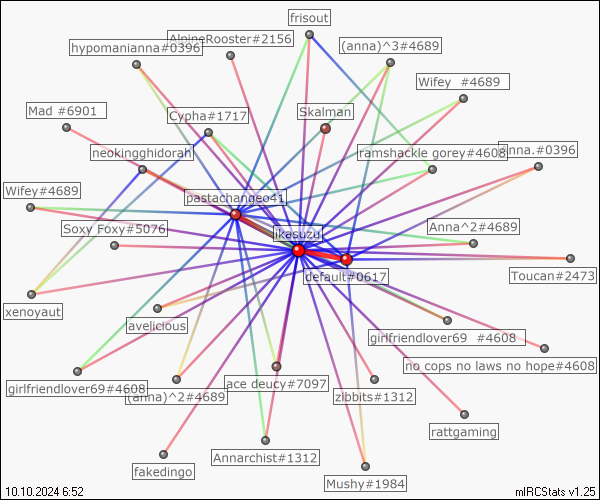 frisout
AlpineRooster#2156
hypomanianna#0396
(anna)^3#4689
Wifey #4689
Mad #6901
Cypha#1717
Skalman
neokingghidorah
ramshackle gorey#4608
anna.#0396
Wifey#4689
pastachangeo41
Soxy Foxy#5076
ikasuzu
Anna^2#4689
default#0617
Toucan#2473
xenoyaut
avelicious
girlfriendlover69 #4608
no cops no laws no hope#4608
girlfriendlover69#4608
(anna)^2#4689
ace deucy#7097
zibbits#1312
rattgaming
fakedingo
Annarchist#1312
Mushy#1984
10.10.2024 6:52
mIRCStats v1.25